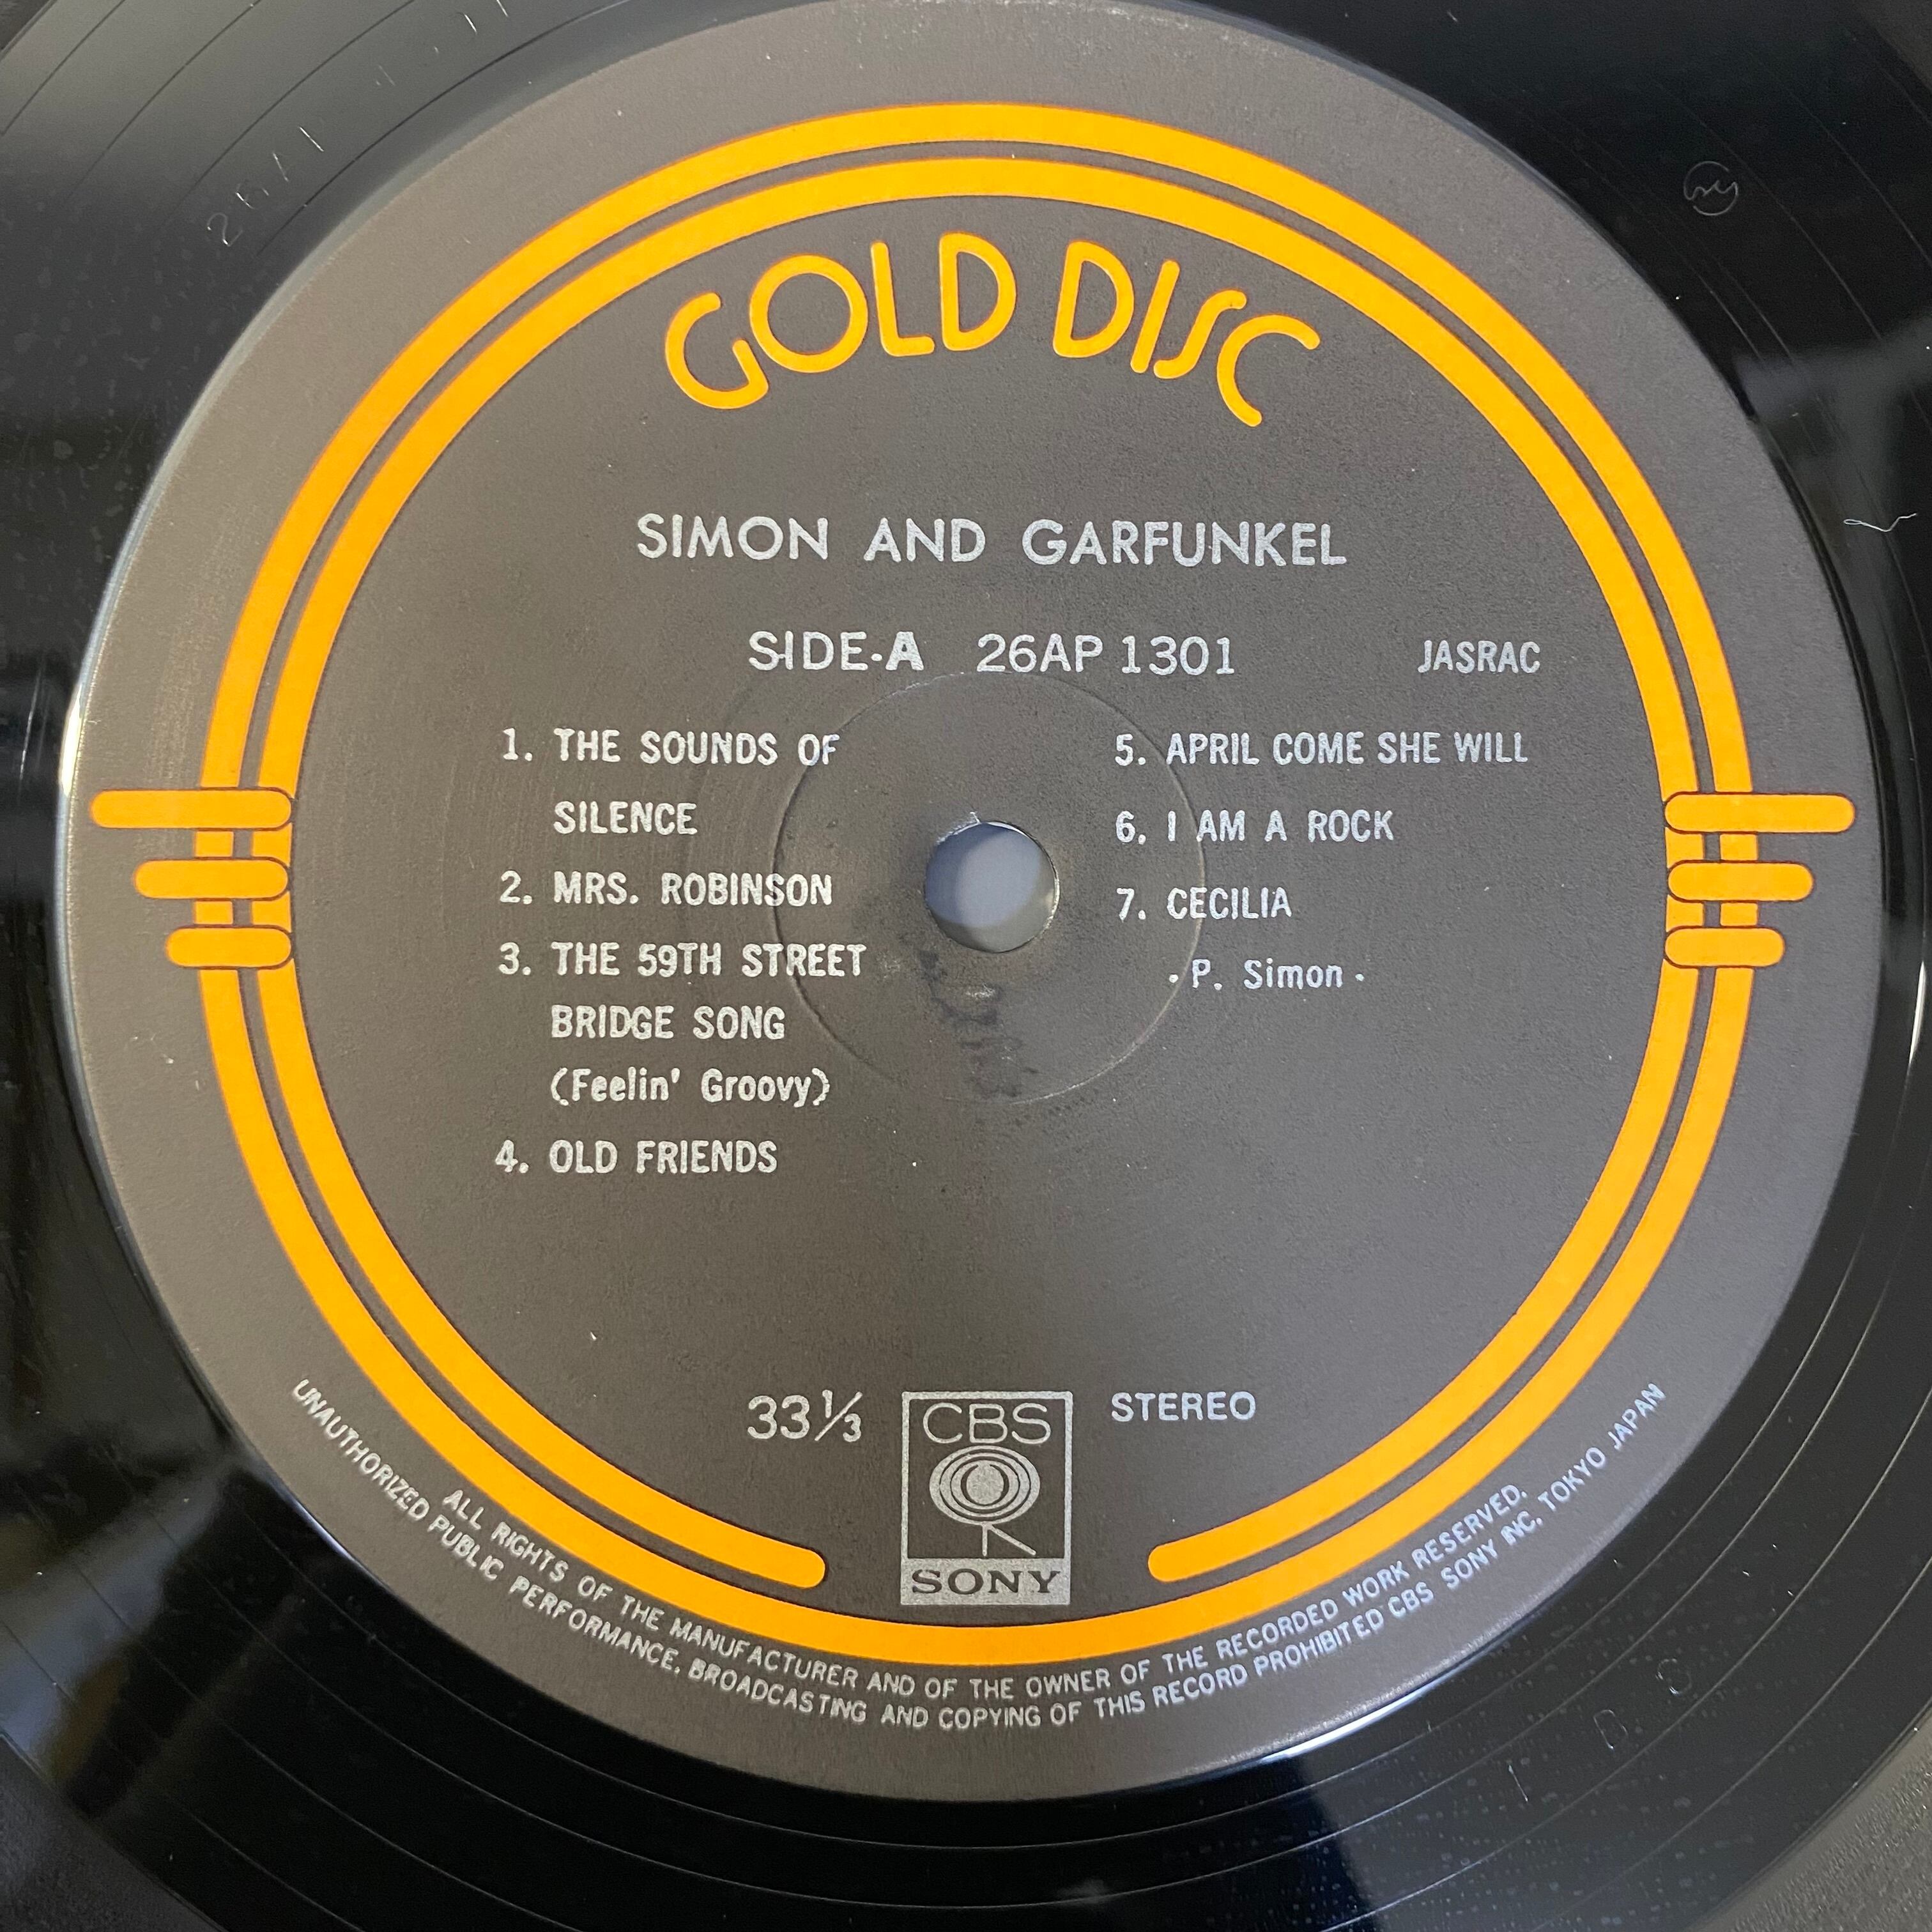 GOLD DISC
SIMON AND GARFUNKEL
SIDE-A 26AP 1301 JASRAC
1. THE SOUNDS OF
SILENCE
2. MRS. ROBINSON
3. THE 59TH STREET
BRIDGE SONG
(Feelin' Groovy)
4. OLD FRIENDS
5. APRIL COME SHE WILL
6. I AM A ROCK
7. CECILIA
· P. Simon ·
33⅓
CBS
SONY
STEREO
ALL RIGHTS OF THE MANUFACTURER AND OF THE OWNER OF THE RECORDED WORK RESERVED.
UNAUTHORIZED PUBLIC PERFORMANCE, BROADCASTING AND COPYING OF THIS RECORD PROHIBITED CBS SONY INC. TOKYO JAPAN